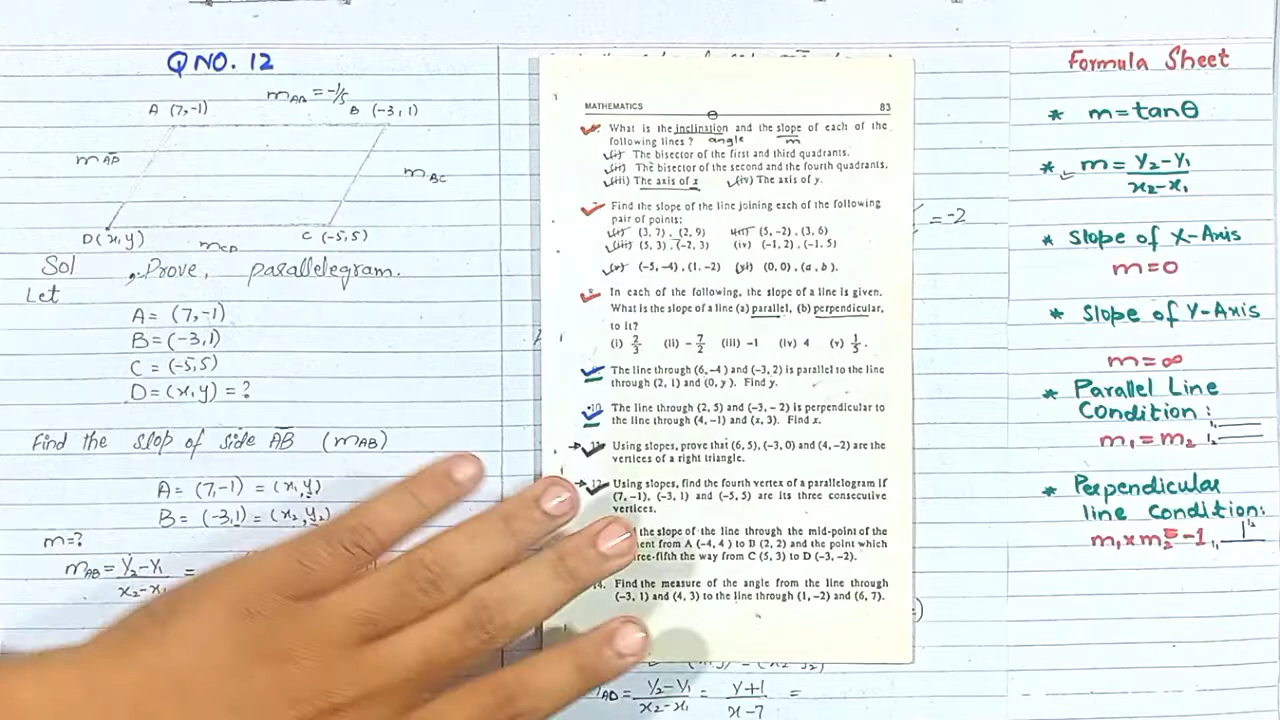 Q NO. 12
A (7,-1)
m_AB = -1/5
B (-3,1)
m AD
m BC
D(x,y)
m CD
C (-5,5)
Sol
Prove, parallelegram.
Let
A = (7,-1)
B = (-3,1)
C = (-5,5)
D = (x,y) = ?
Find the slop of side AB (mAB)
A = (7,-1) = (x₁,y₁)
B = (-3,1) = (x₂,y₂)
m=?
m_AB = y₂-y₁/x₂-x₁ =
MATHEMATICS 83
θ
What is the inclination and the slope of each of the
following lines ? angle m
(i) The bisector of the first and third quadrants.
(ii) The bisector of the second and the fourth quadrants.
(iii) The axis of x (iv) The axis of y.
Find the slope of the line joining each of the following
pair of points:
(i) (3, 7) , (2, 9) (ii) (5, -2) , (3, 6)
(iii) (5, 3) , (-2, 3) (iv) (-1, 2) , (-1, 5)
(v) (-5, -4) , (1, -2) (vi) (0, 0) , (a , b).
In each of the following, the slope of a line is given.
What is the slope of a line (a) parallel, (b) perpendicular,
to it?
(i) 2/3 (ii) -7/2 (iii) -1 (iv) 4 (v) 1/5 .
The line through (6, -4) and (-3, 2) is parallel to the line
through (2, 1) and (0, y). Find y.
10 The line through (2, 5) and (-3, -2) is perpendicular to
the line through (4, -1) and (x, 3). Find x.
11 Using slopes, prove that (6, 5), (-3, 0) and (4, -2) are the
vertices of a right triangle.
12 Using slopes, find the fourth vertex of a parallelogram if
(7, -1), (-3, 1) and (-5, 5) are its three consecutive
vertices.
the slope of the line through the mid-point of the
ent from A (-4, 4) to B (2, 2) and the point which
ree-fifth the way from C (5, 3) to D (-3, -2).
14. Find the measure of the angle from the line through
(-3, 1) and (4, 3) to the line through (1, -2) and (6, 7).
= -2
AD = y₂-y₁/x₂-x₁ = y+1/x-7 =
Formula Sheet
* m = tanθ
* m = y₂-y₁/x₂-x₁
* Slope of X-Axis
m=0
* Slope of Y-Axis
m=∞
* Parallel Line
Condition :
m₁ = m₂
* Perpendicular
line condition:
m₁ x m₂ = -1